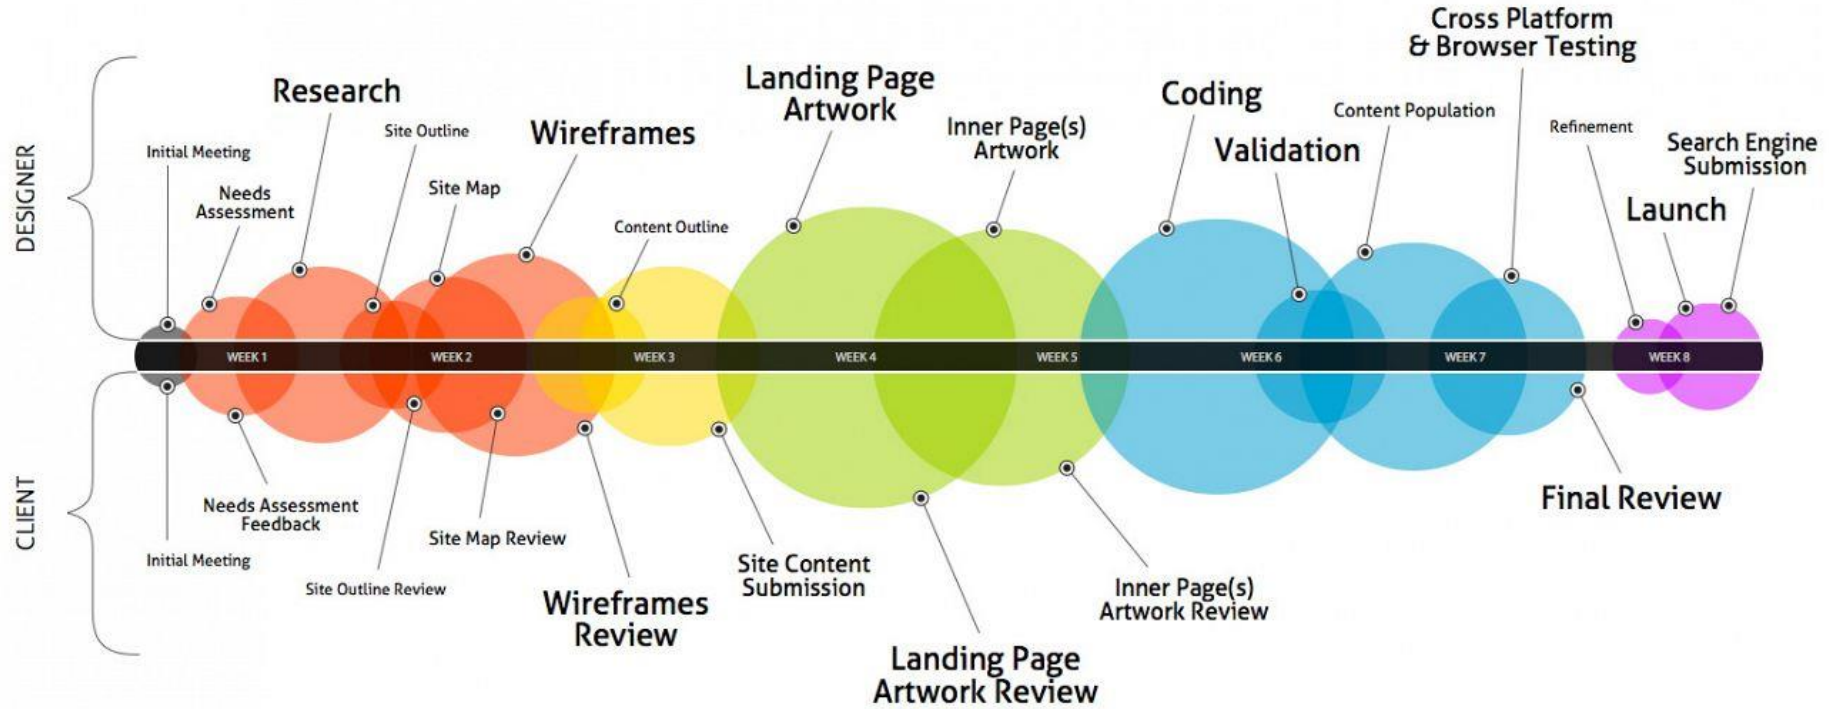 DESIGNER
Initial Meeting
Needs
Assessment
Research
Site Outline
Site Map
Wireframes
Content Outline
Landing Page
Artwork
Inner Page(s)
Artwork
Coding
Validation
Content Population
Cross Platform
& Browser Testing
Refinement
Launch
Search Engine
Submission
WEEK 1
WEEK 2
WEEK 3
WEEK 4
WEEK 5
WEEK 6
WEEK 7
WEEK 8
CLIENT
Initial Meeting
Needs Assessment
Feedback
Site Outline Review
Site Map Review
Wireframes
Review
Site Content
Submission
Landing Page
Artwork Review
Inner Page(s)
Artwork Review
Final Review